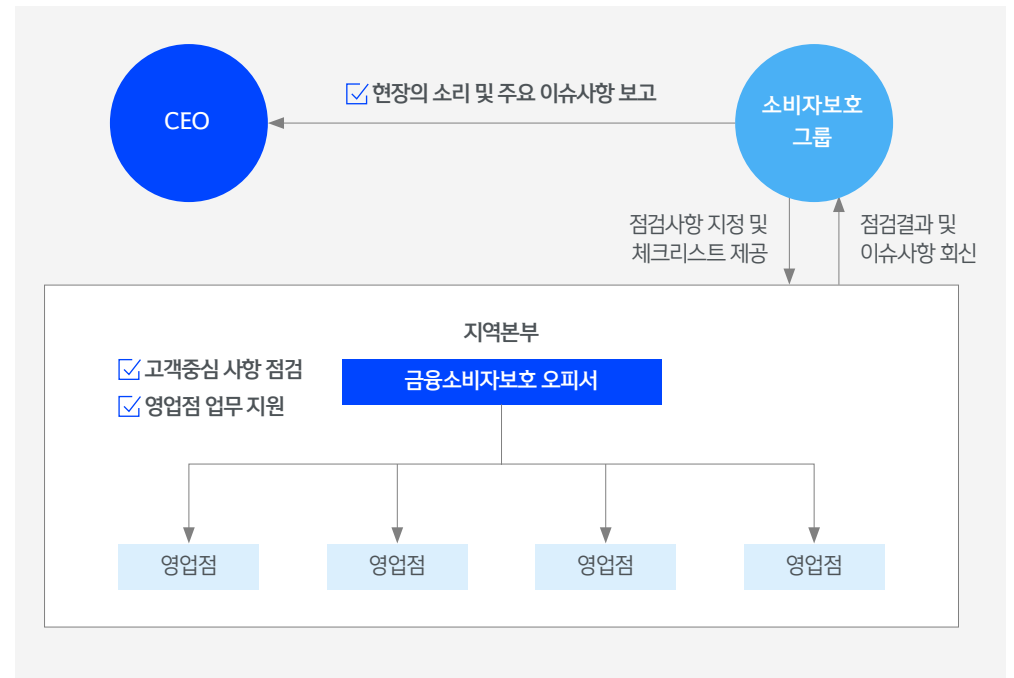 현장의 소리 및 주요 이슈사항 보고
CEO
소비자보호
그룹
점검사항 지정 및
체크리스트 제공
점검결과 및
이슈사항 회신
지역본부
고객중심 사항 점검
영업점 업무 지원
금융소비자보호 오피서
영업점
영업점
영업점
영업점